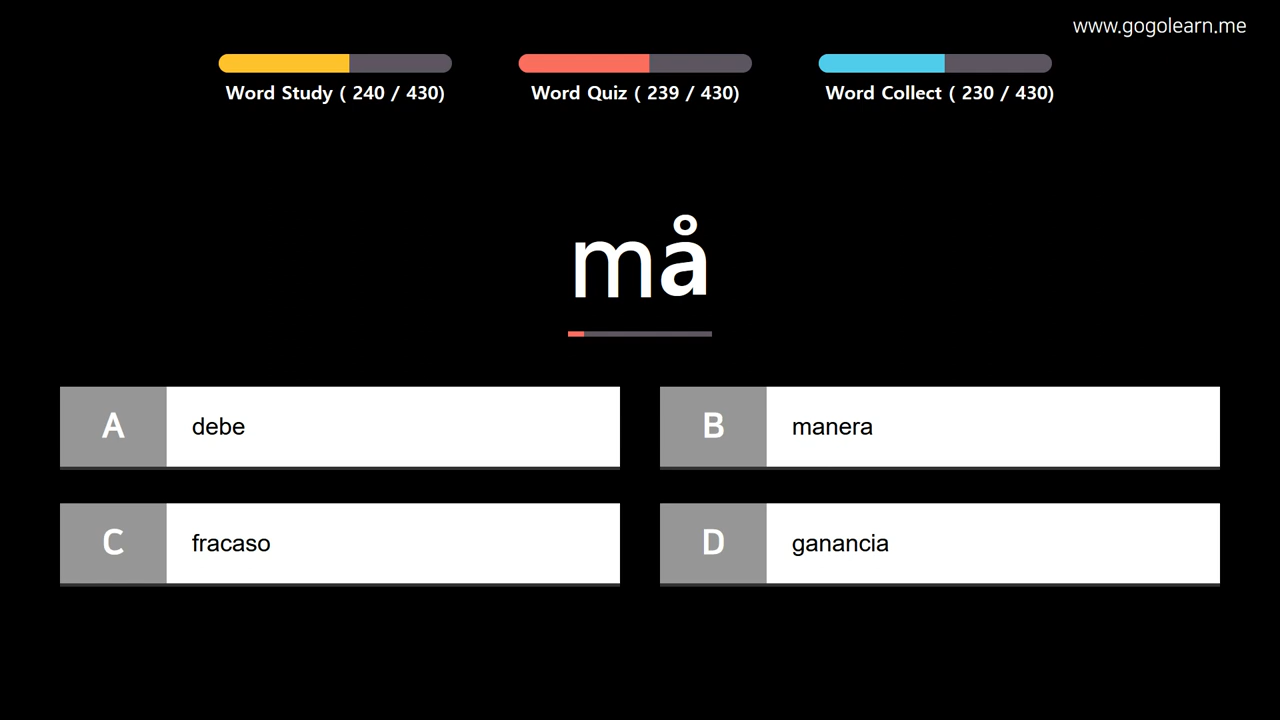 www.gogolearn.me
Word Study ( 240 / 430)
Word Quiz ( 239 / 430)
Word Collect ( 230 / 430)
må
A
debe
B
manera
C
fracaso
D
ganancia